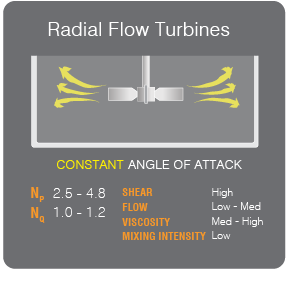 Radial Flow Turbines
CONSTANT ANGLE OF ATTACK
Np 2.5 - 4.8
Nq 1.0 - 1.2
SHEAR High
FLOW Low - Med
VISCOSITY Med - High
MIXING INTENSITY Low